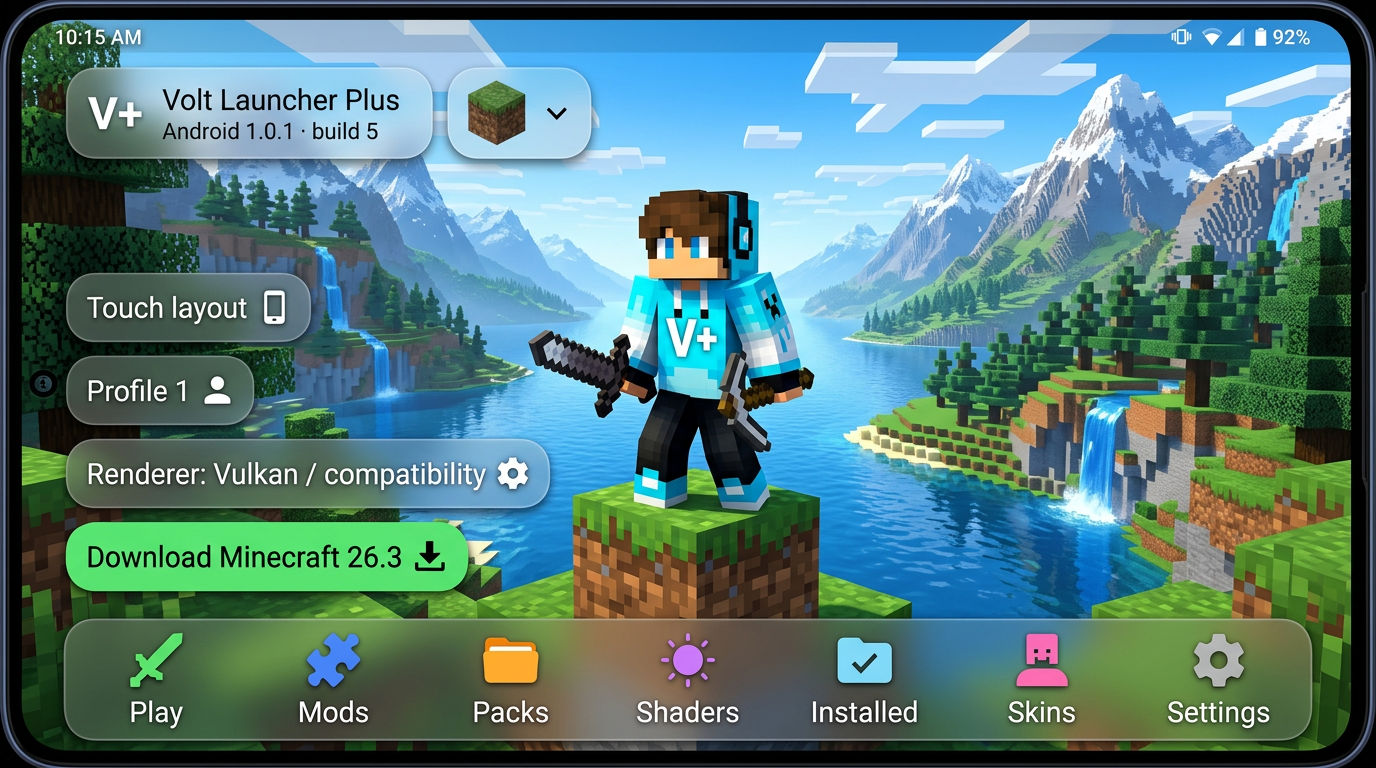 10:15 AM
92%
V+
Volt Launcher Plus
Android 1.0.1 · build 5
Touch layout
V+
Profile 1
Renderer: Vulkan / compatibility
Download Minecraft 26.3
Play
Mods
Packs
Shaders
Installed
Skins
Settings